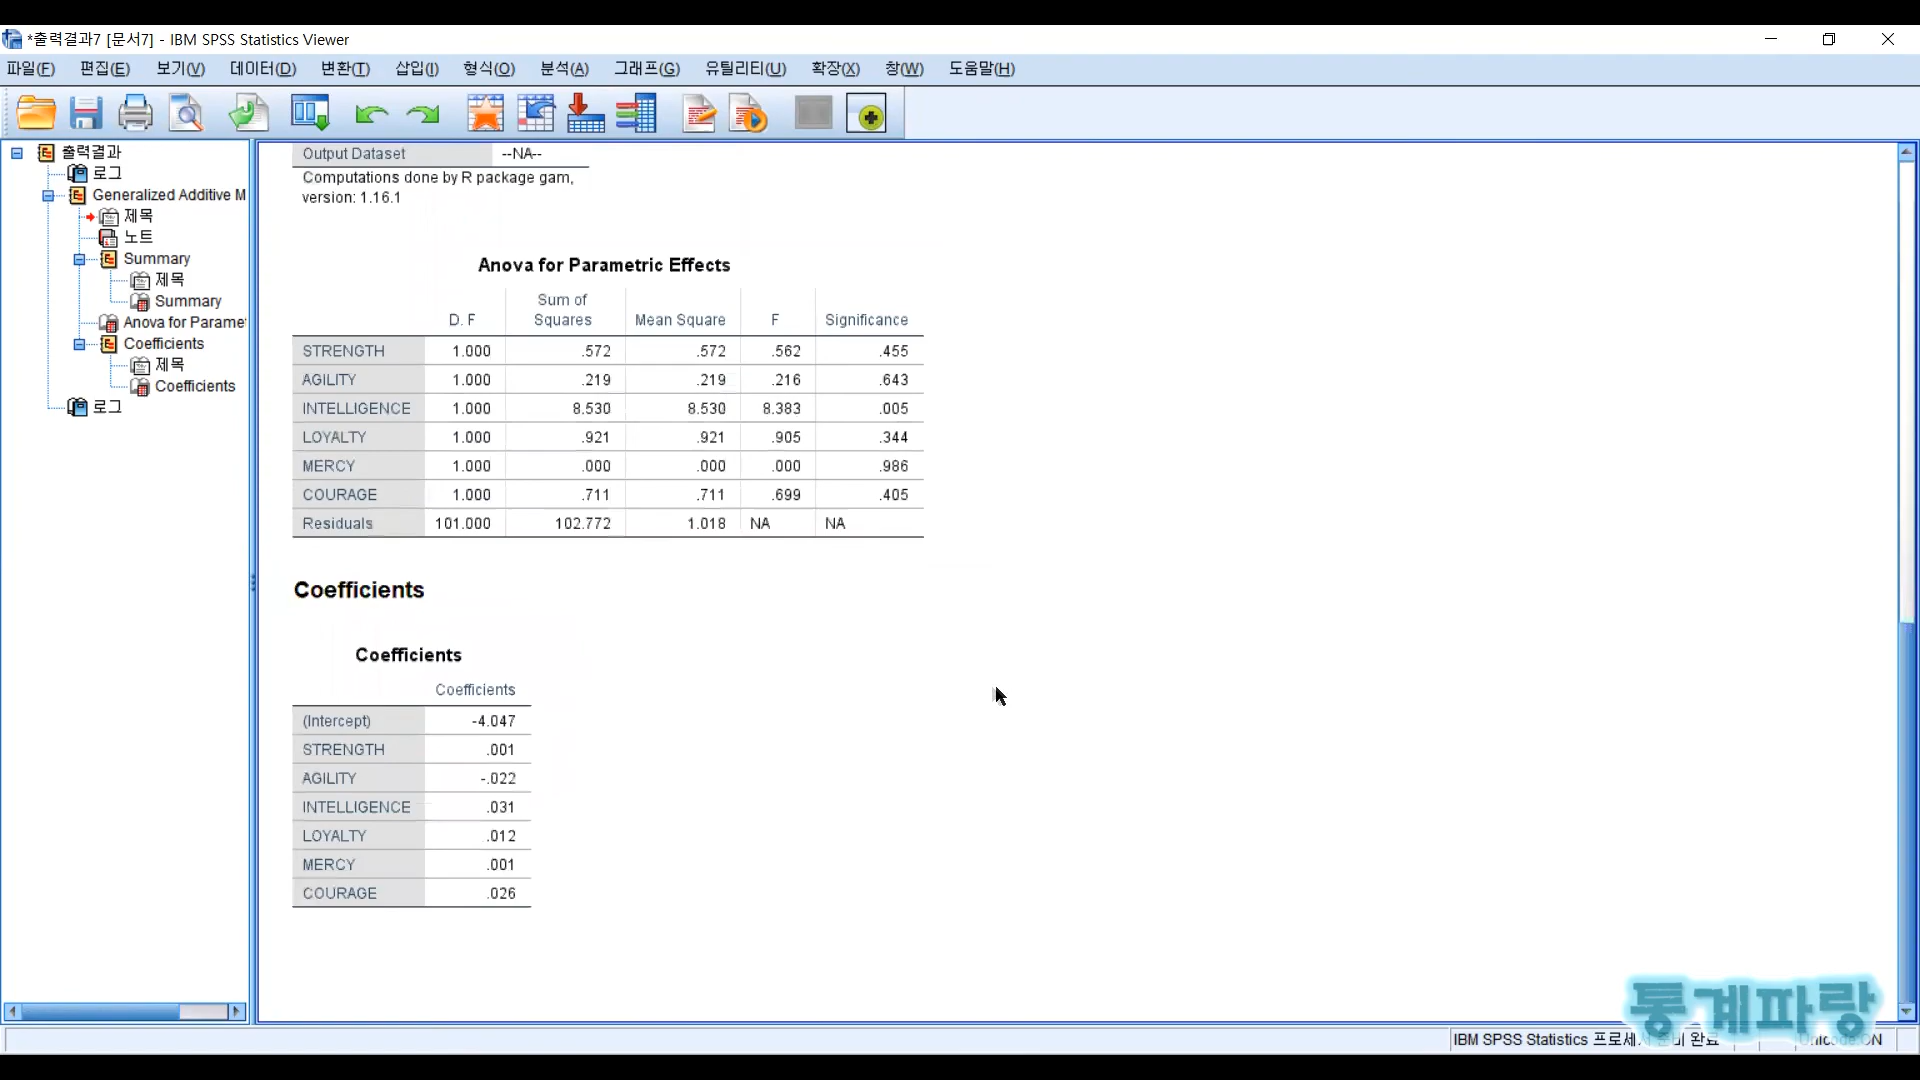 *출력결과7 [문서7] - IBM SPSS Statistics Viewer
파일(F) 편집(E) 보기(V) 데이터(D) 변환(T) 삽입(I) 형식(O) 분석(A) 그래프(G) 유틸리티(U) 확장(X) 창(W) 도움말(H)
출력결과
로그
Generalized Additive M
제목
노트
Summary
제목
Summary
Anova for Parame
Coefficients
제목
Coefficients
로그
Output Dataset --NA--
Computations done by R package gam,
version: 1.16.1
Anova for Parametric Effects
D. F Sum of Squares Mean Square F Significance
STRENGTH 1.000 .572 .572 .562 .455
AGILITY 1.000 .219 .219 .216 .643
INTELLIGENCE 1.000 8.530 8.530 8.383 .005
LOYALTY 1.000 .921 .921 .905 .344
MERCY 1.000 .000 .000 .000 .986
COURAGE 1.000 .711 .711 .699 .405
Residuals 101.000 102.772 1.018 NA NA
Coefficients
Coefficients
Coefficients
(Intercept) -4.047
STRENGTH .001
AGILITY -.022
INTELLIGENCE .031
LOYALTY .012
MERCY .001
COURAGE .026
통계파랑
IBM SPSS Statistics 완료 ON